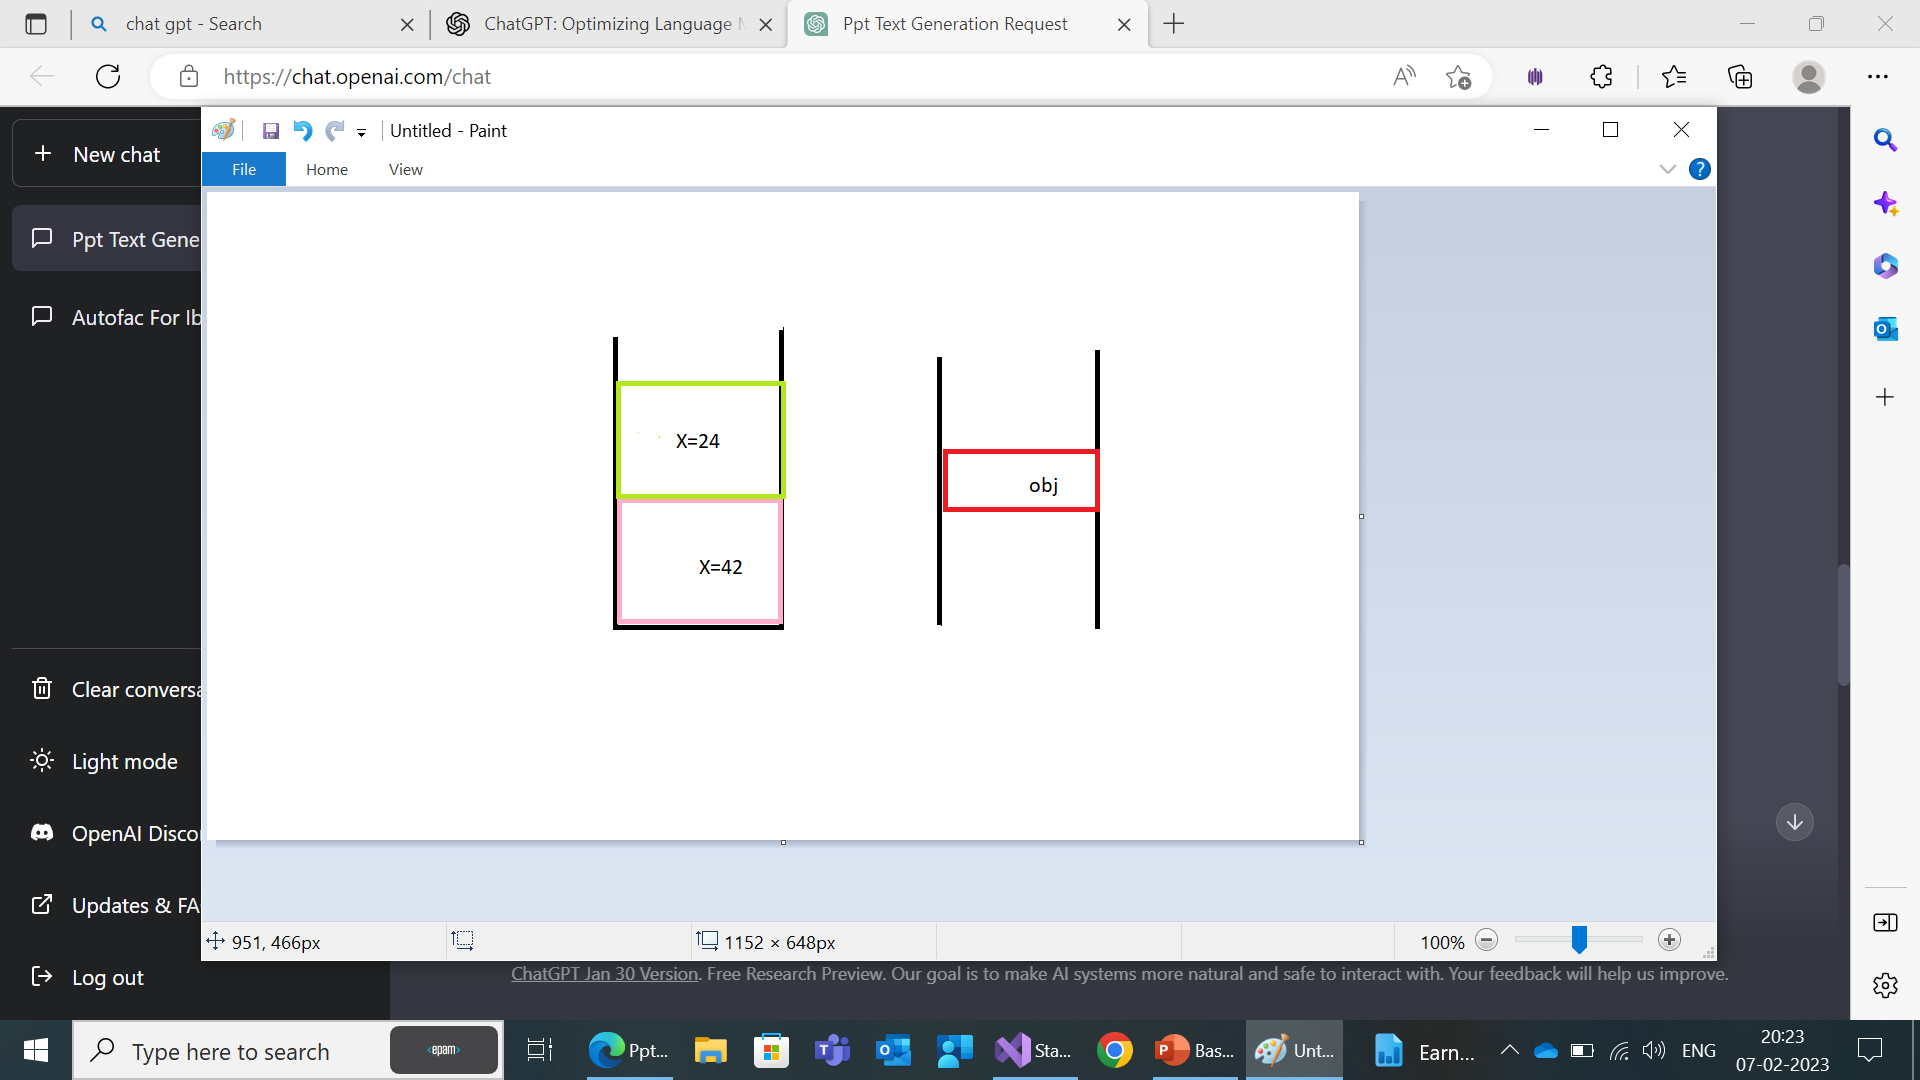 chat gpt - Search
ChatGPT: Optimizing Language
Ppt Text Generation Request
https://chat.openai.com/chat
New chat
Ppt Text Gene
Autofac For Ib
Clear conversa
Light mode
OpenAI Discor
Updates & FA
Log out
Untitled - Paint
File
Home
View
X=24
X=42
obj
951, 466px
1152 × 648px
100%
ChatGPT Jan 30 Version. Free Research Preview. Our goal is to make AI systems more natural and safe to interact with. Your feedback will help us improve.
Type here to search
<epam>
Ppt...
Sta...
Bas...
Unt...
Earn...
ENG
20:23
07-02-2023